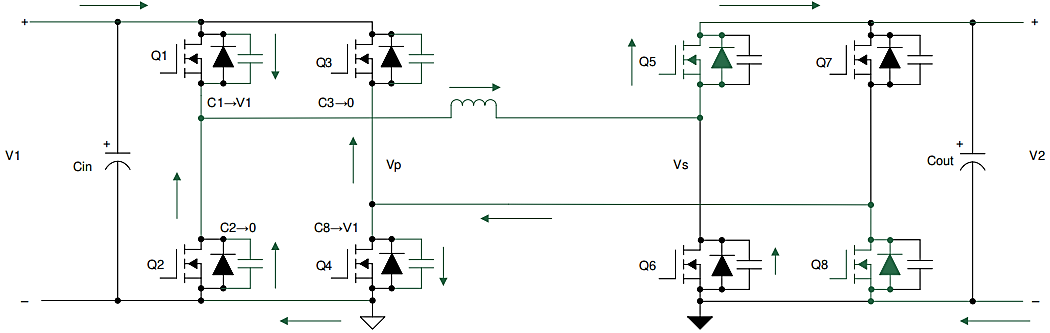 +
+
Q1
Q3
Q5
Q7
C1→V1
C3→0
V1
+
Cin
Vp
Vs
+
Cout
V2
C2→0
C8→V1
Q2
Q4
Q6
Q8
−
−